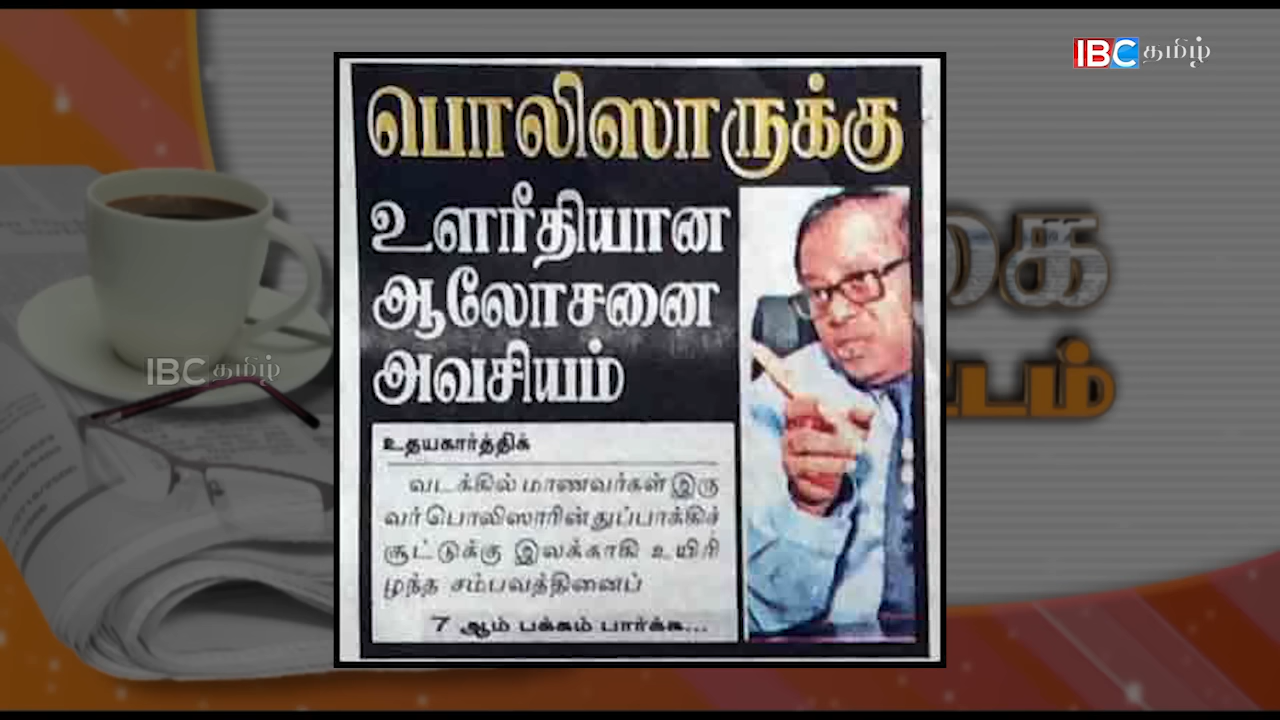 IBC தமிழ்
பொலிஸாருக்கு
உளரீதியான
ஆலோசனை
அவசியம்
உதயகார்த்திக்
வடக்கில் மாணவர்கள் இரு
வர் பொலிஸாரின் துப்பாக்கிச்
சூட்டுக்கு இலக்காகி உயிரி
ழந்த சம்பவத்தினைப்
7 ஆம் பக்கம் பார்க்க...
IBC தமிழ்
கை
ட்டம்